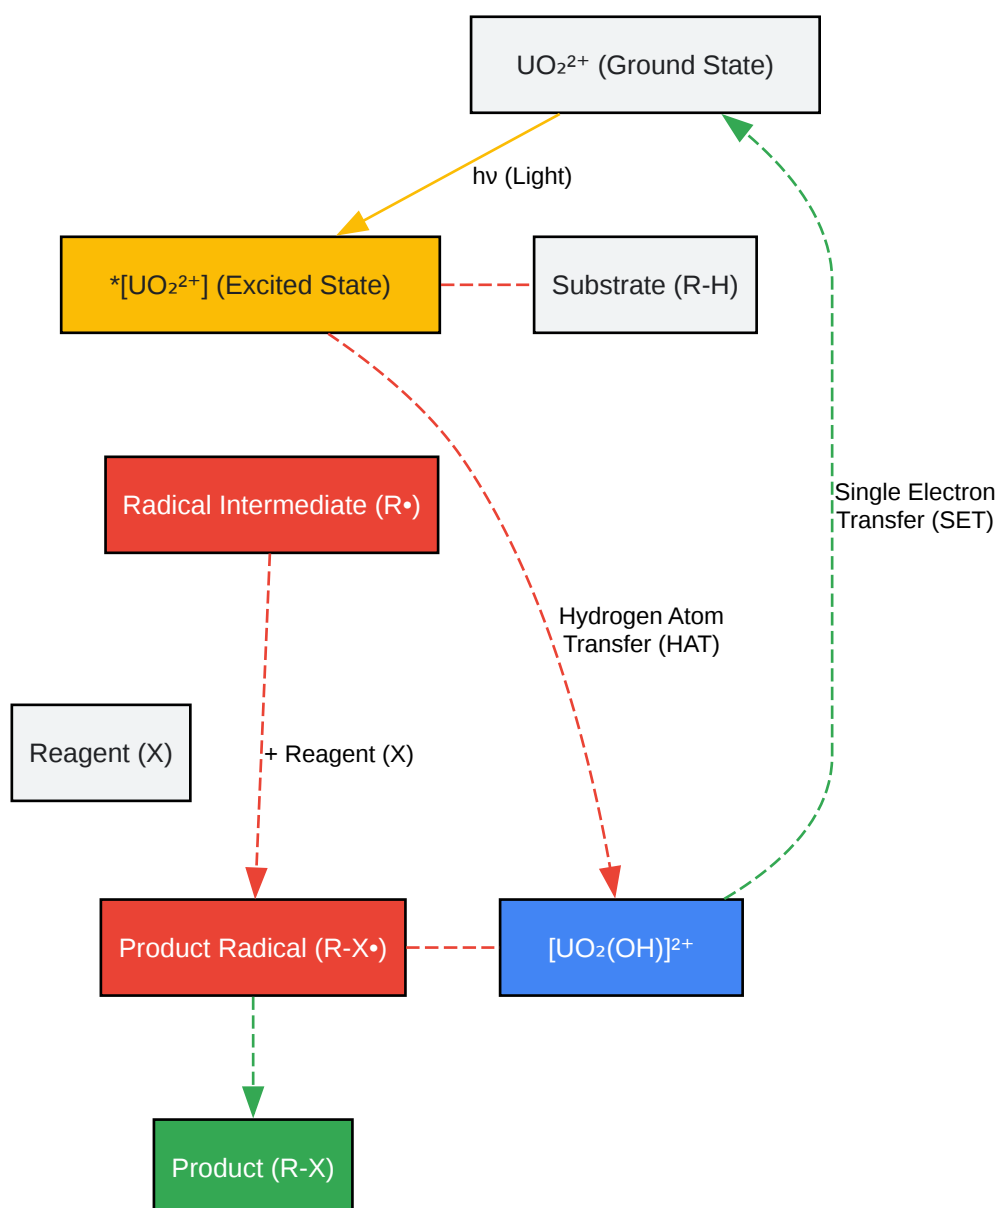 UO₂²⁺ (Ground State)
hν (Light)
*[UO₂²⁺] (Excited State)
Substrate (R-H)
Radical Intermediate (R•)
Single Electron
Transfer (SET)
Hydrogen Atom
Transfer (HAT)
Reagent (X)
+ Reagent (X)
Product Radical (R-X•)
[UO₂(OH)]²⁺
Product (R-X)